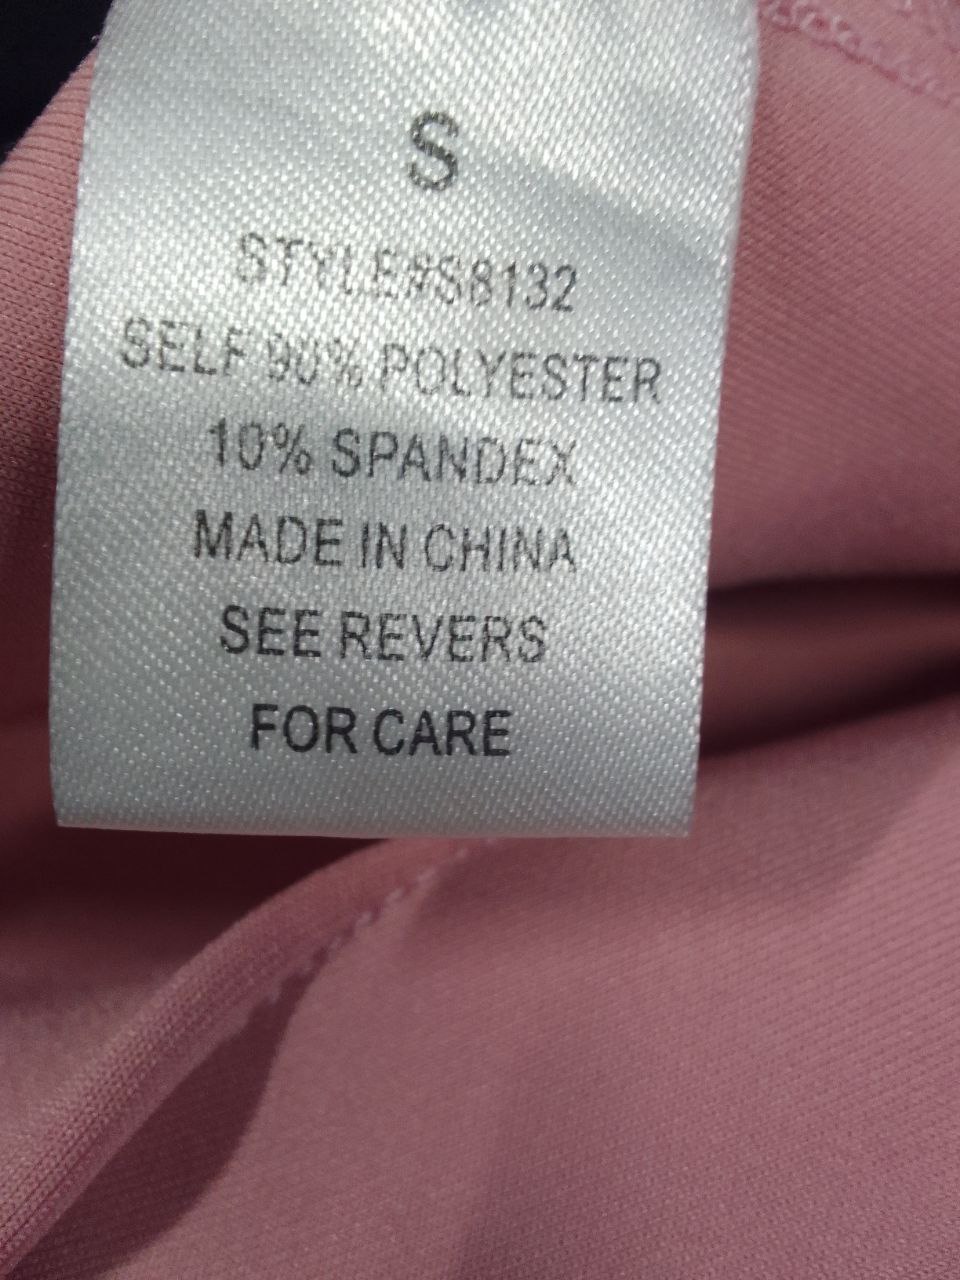 S
STYLE#S8132
SELF 90% POLYESTER
10% SPANDEX
MADE IN CHINA
SEE REVERS
FOR CARE